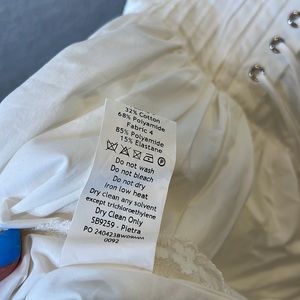 32% Cotton
68% Polyamide
Fabric 4
85% Polyamide
15% Elastane
Do not wash
Do not bleach
Do not dry
Iron low heat
Dry clean any solvent
except trichloroethylene
Dry Clean Only
SB9259 - Pietra
0092